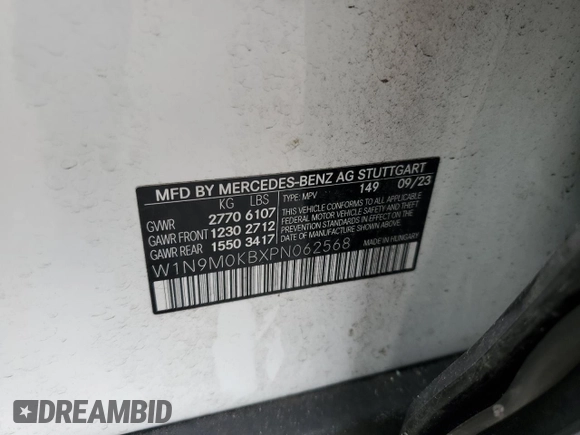 MFD BY MERCEDES-BENZ AG STUTTGART
KG LBS TYPE: MPV 149 09/23
GVWR 2770 6107
GAWR FRONT 1230 2712
GAWR REAR 1550 3417
THIS VEHICLE CONFORMS TO ALL APPLI-
CABLE U.S. FEDERAL MOTOR VEHICLE
SAFETY AND THEFT PREVENTION
STANDARDS IN EFFECT ON THE DATE
OF MANUFACTURE SHOWN ABOVE.
W1N9M0KBXPN062568
MADE IN HUNGARY
DREAMBID